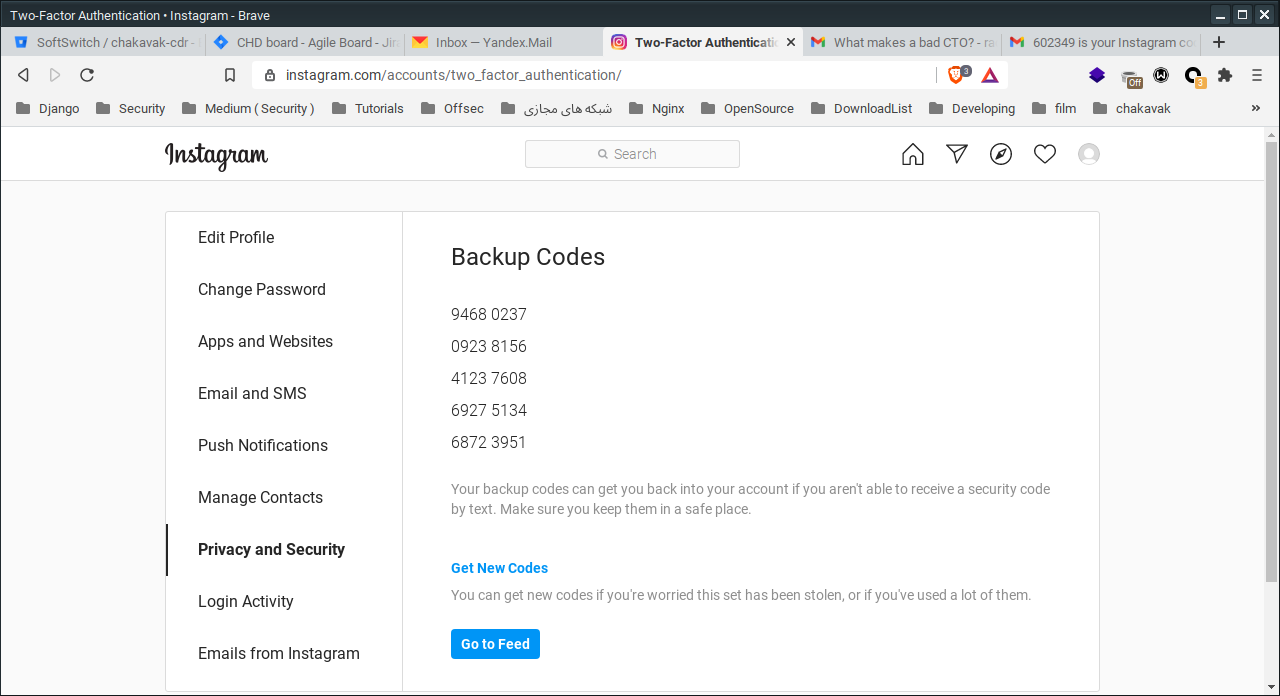 Two-Factor Authentication • Instagram - Brave
SoftSwitch / chakavak-cdr -
CHD board - Agile Board - Jir
Inbox — Yandex.Mail
Two-Factor Authentication
What makes a bad CTO? - ra
602349 is your Instagram co
instagram.com/accounts/two_factor_authentication/
3
Off
3
Django
Security
Medium ( Security )
Tutorials
Offsec
شبکه های مجازی
Nginx
OpenSource
DownloadList
Developing
film
chakavak
»
Instagram
Search
Edit Profile
Change Password
Apps and Websites
Email and SMS
Push Notifications
Manage Contacts
Privacy and Security
Login Activity
Emails from Instagram
Backup Codes
9468 0237
0923 8156
4123 7608
6927 5134
6872 3951
Your backup codes can get you back into your account if you aren't able to receive a security code
by text. Make sure you keep them in a safe place.
Get New Codes
You can get new codes if you're worried this set has been stolen, or if you've used a lot of them.
Go to Feed